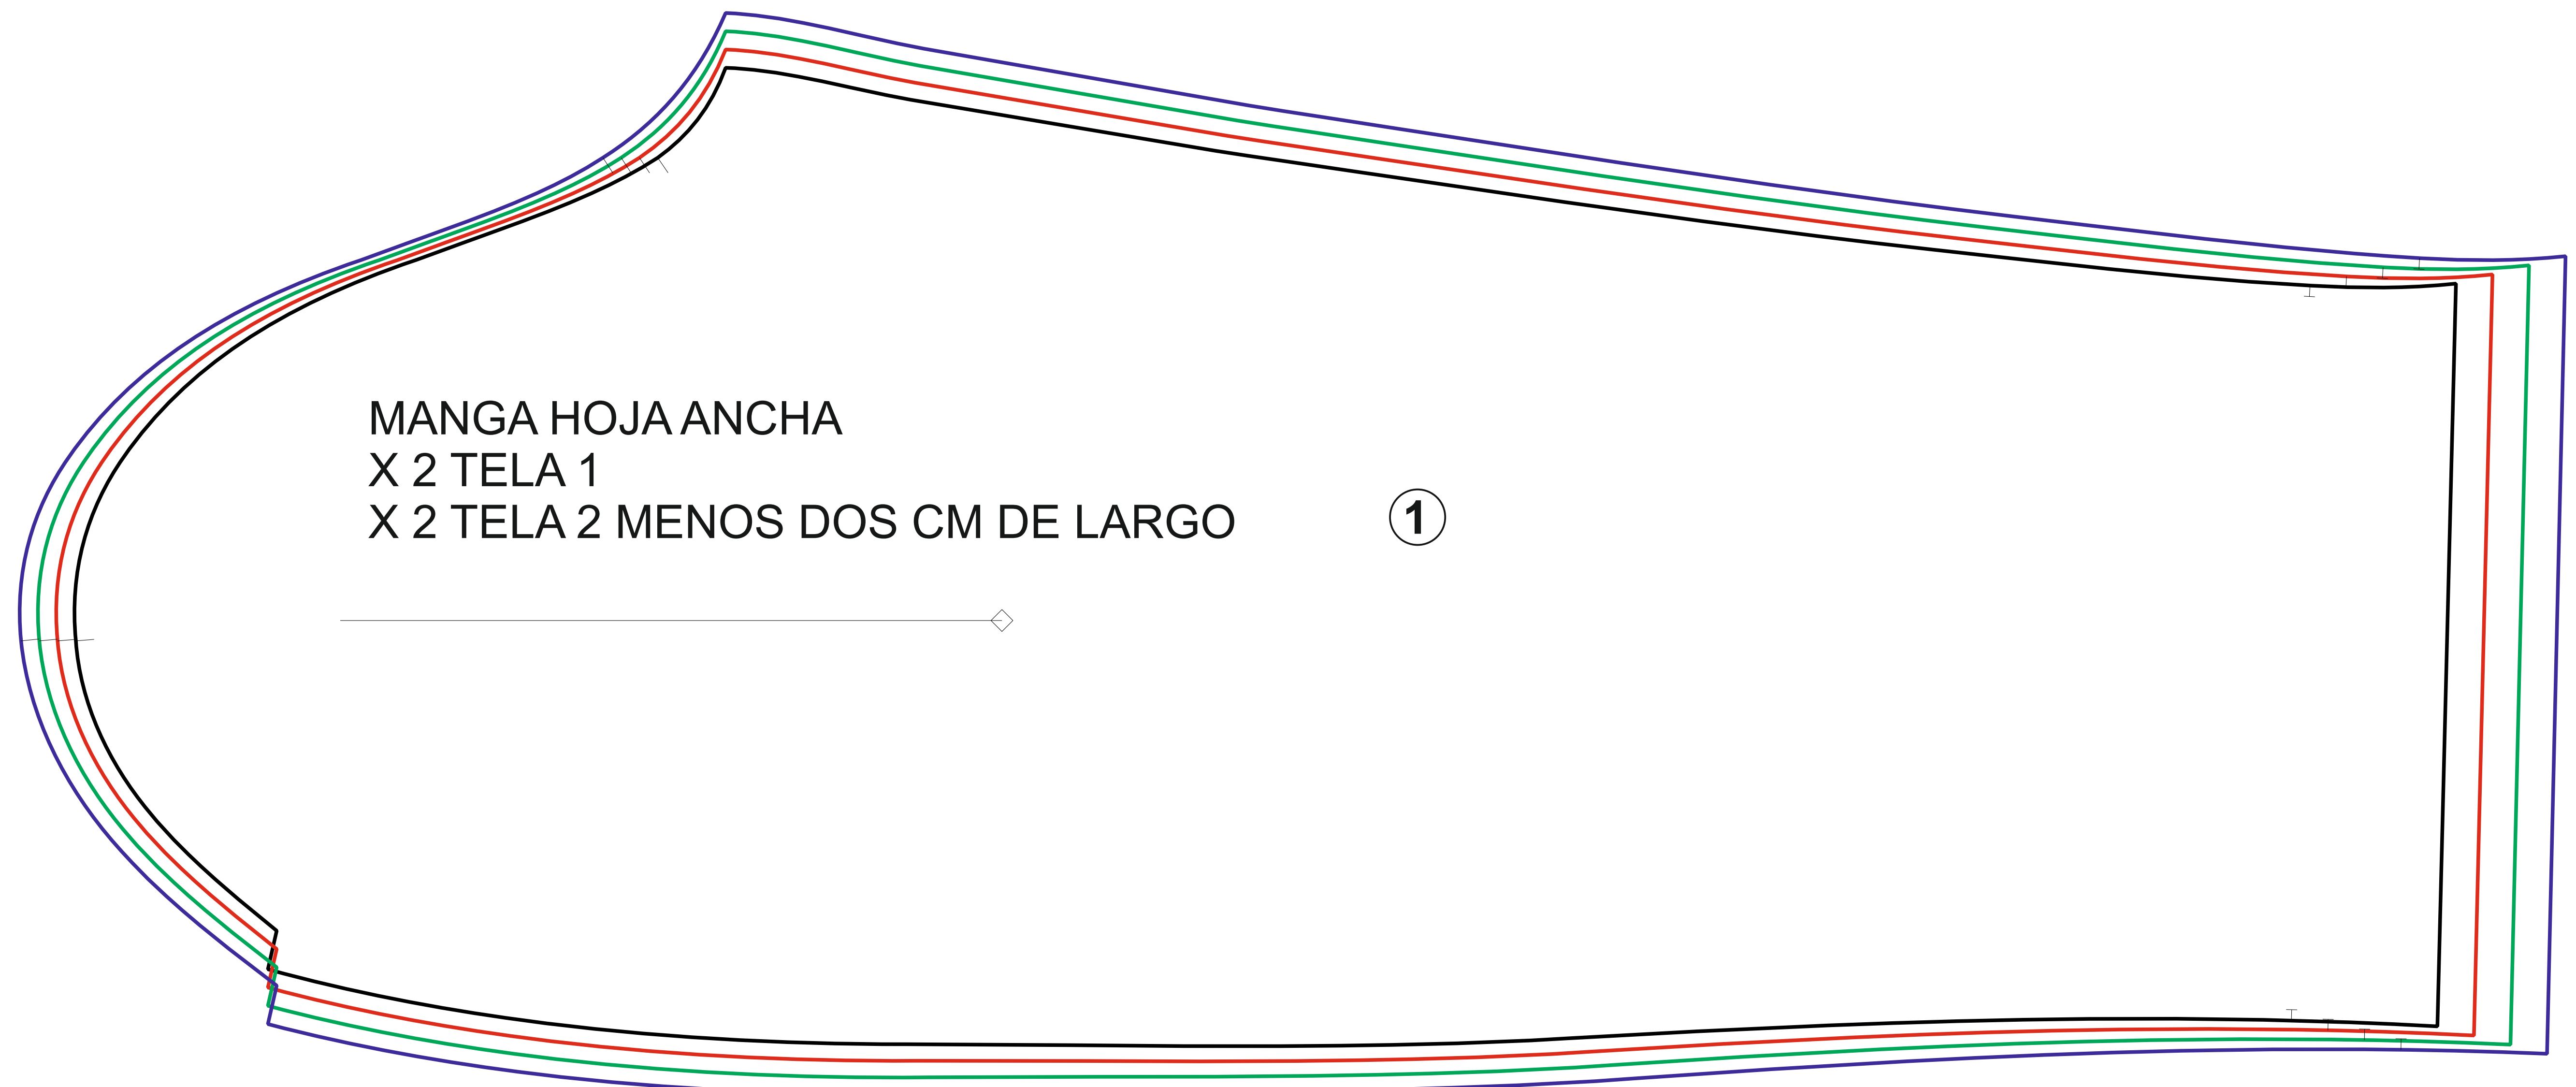 MANGA HOJA ANCHA
X 2 TELA 1
X 2 TELA 2 MENOS DOS CM DE LARGO
1